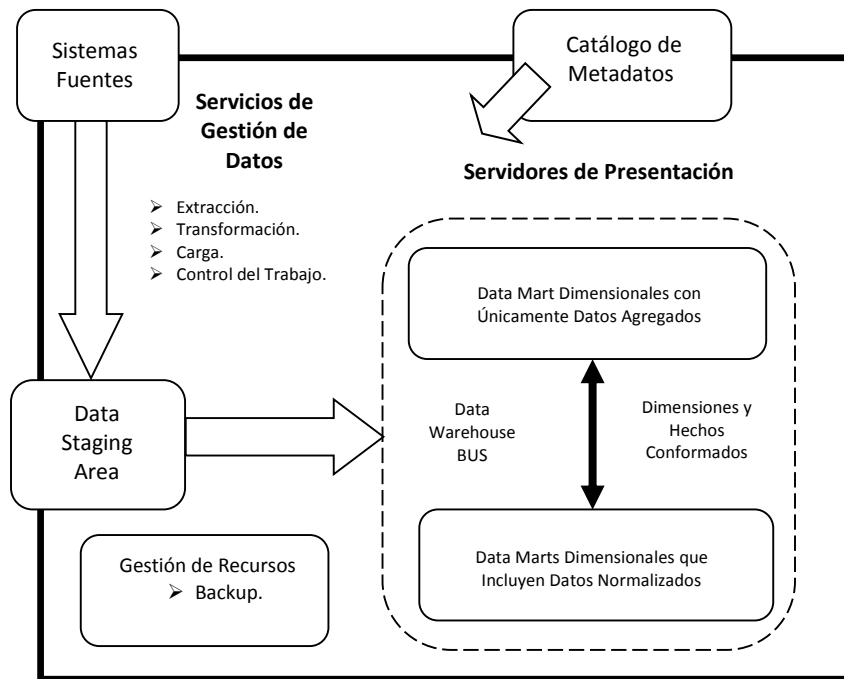 Sistemas
Fuentes
Catálogo de
Metadatos
Servicios de
Gestión de
Datos
➢ Extracción.
➢ Transformación.
➢ Carga.
➢ Control del Trabajo.
Servidores de Presentación
Data Mart Dimensionales con
Únicamente Datos Agregados
Data
Warehouse
BUS
Dimensiones y
Hechos
Conformados
Data Marts Dimensionales que
Incluyen Datos Normalizados
Data
Staging
Area
Gestión de Recursos
➢ Backup.